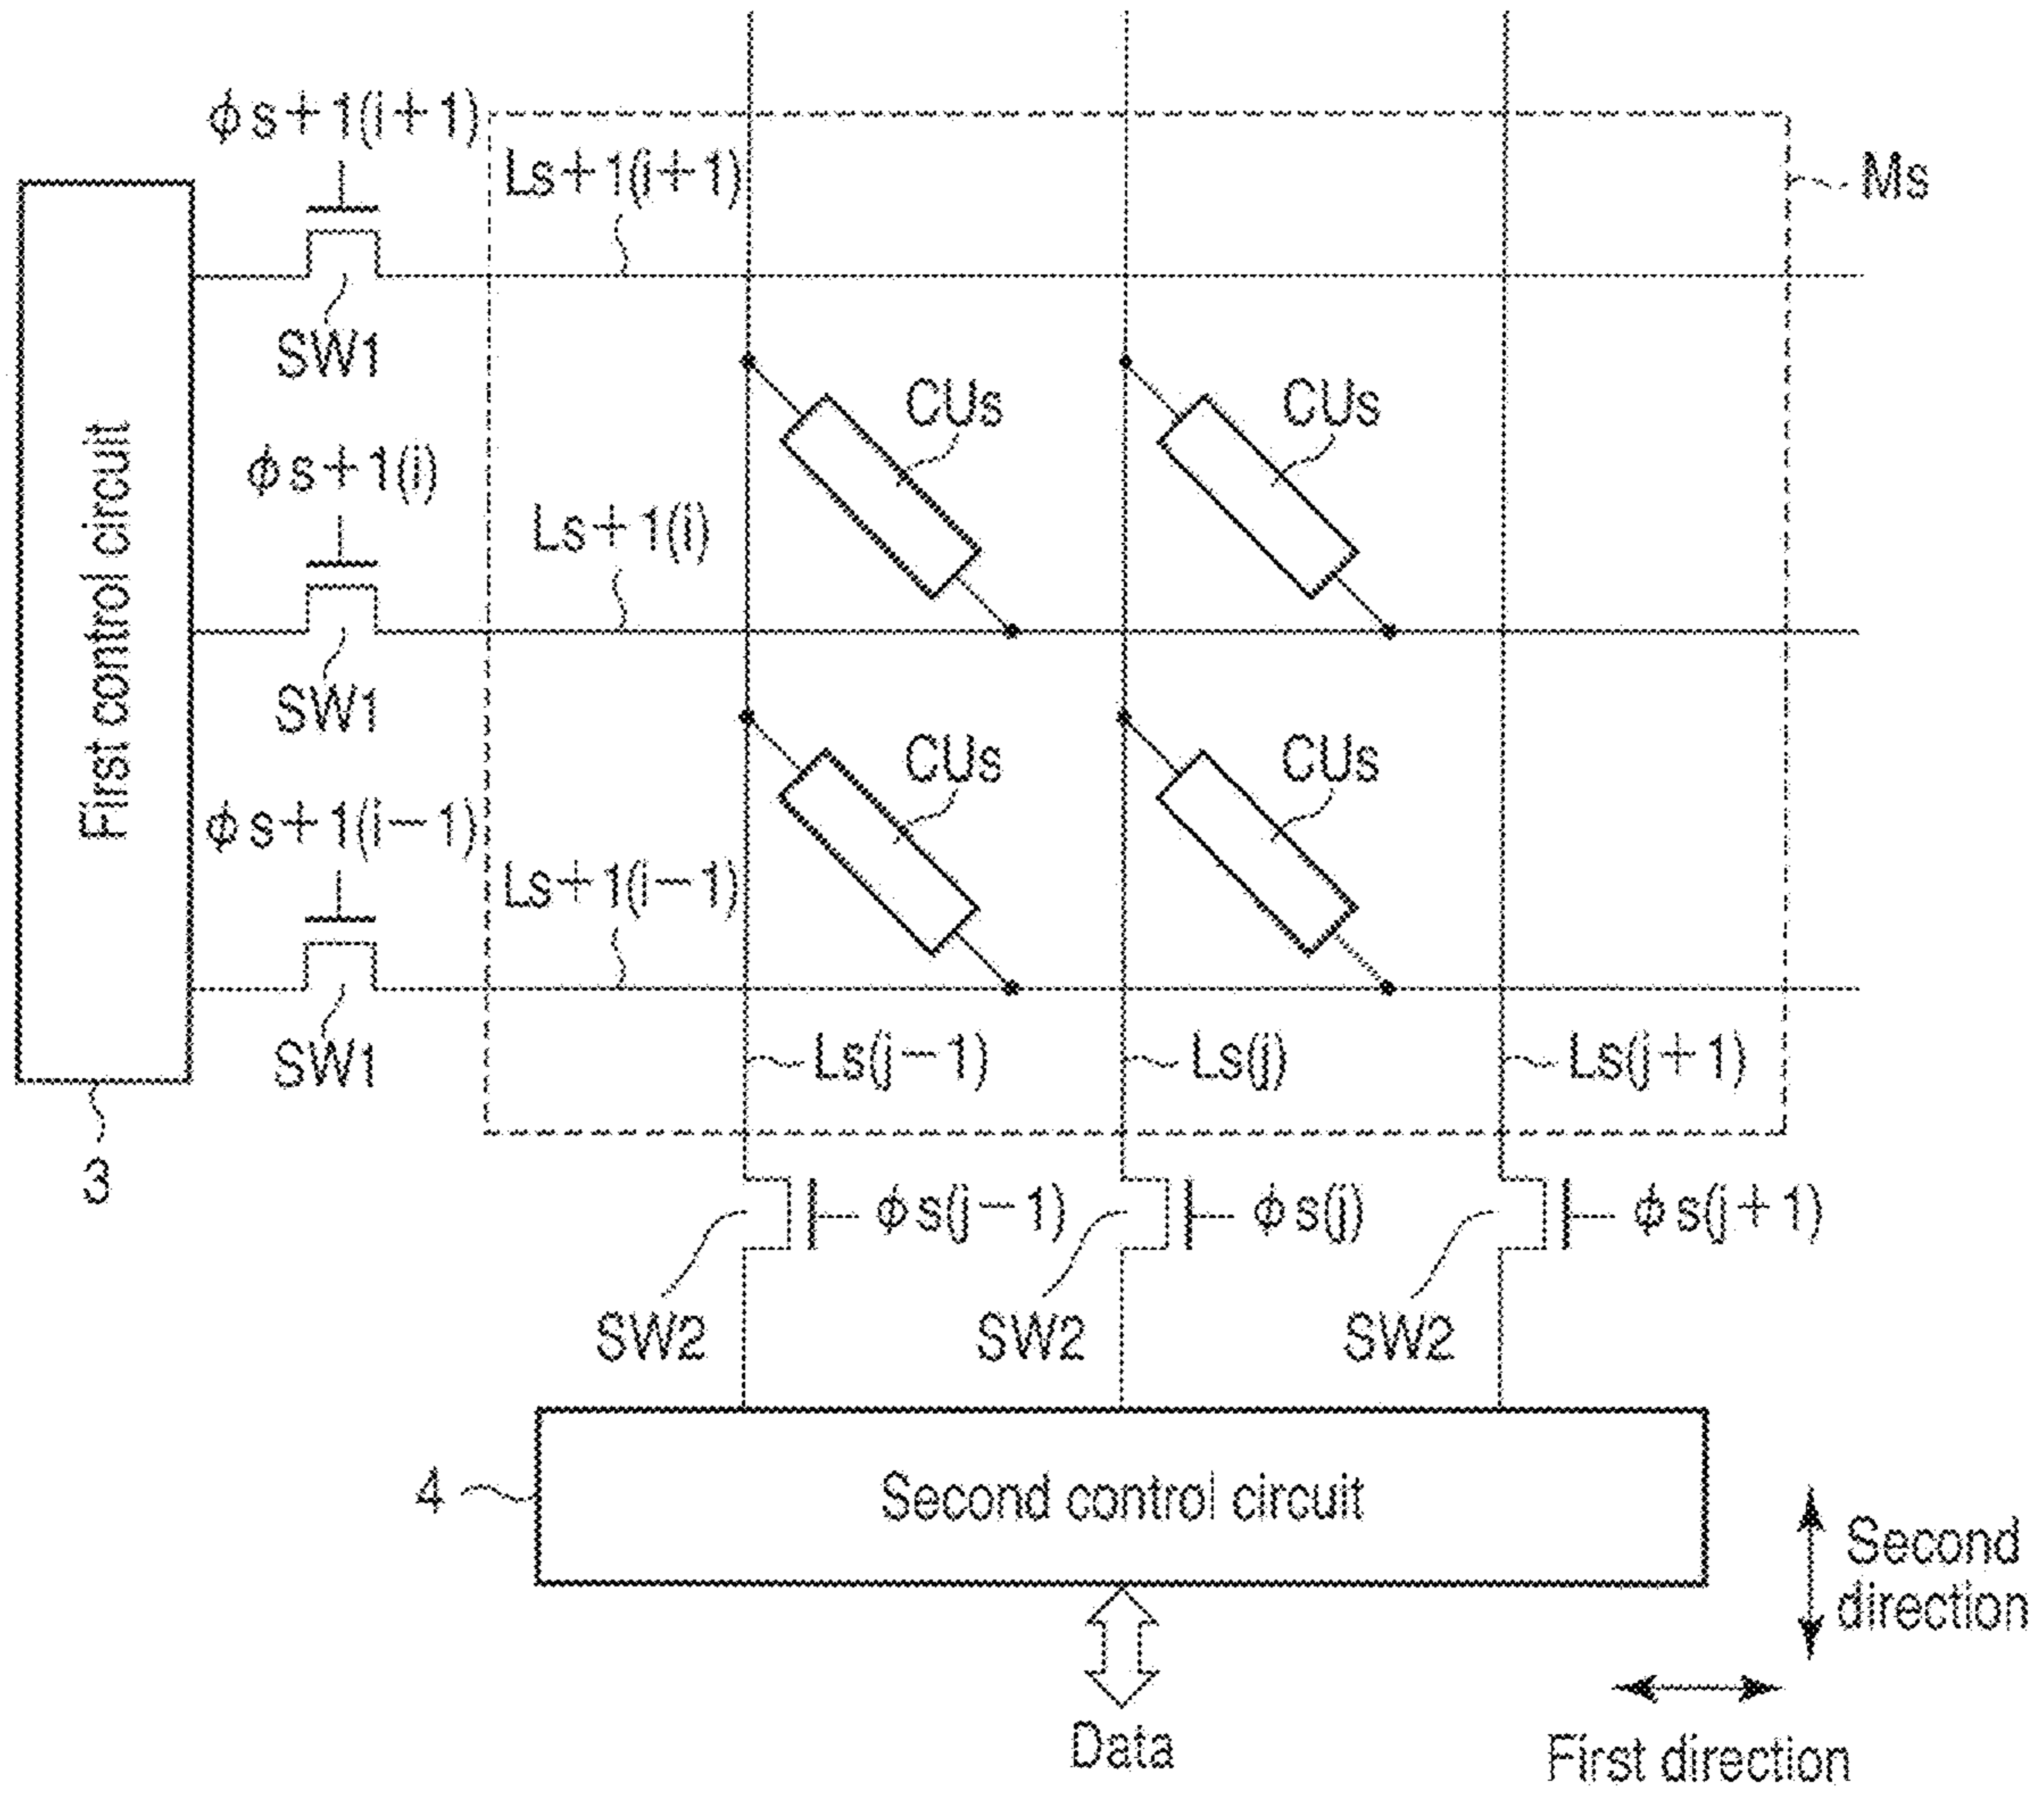 ϕs+1(i+1)
Ls+1(i+1)
Ms
SW1
First control circuit
CUs
CUs
ϕs+1(i)
Ls+1(i)
SW1
CUs
CUs
ϕs+1(i-1)
Ls+1(i-1)
SW1
Ls(j-1)
Ls(j)
Ls(j+1)
3
ϕs(j-1)
ϕs(j)
ϕs(j+1)
SW2
SW2
SW2
4
Second control circuit
Second
direction
Data
First direction